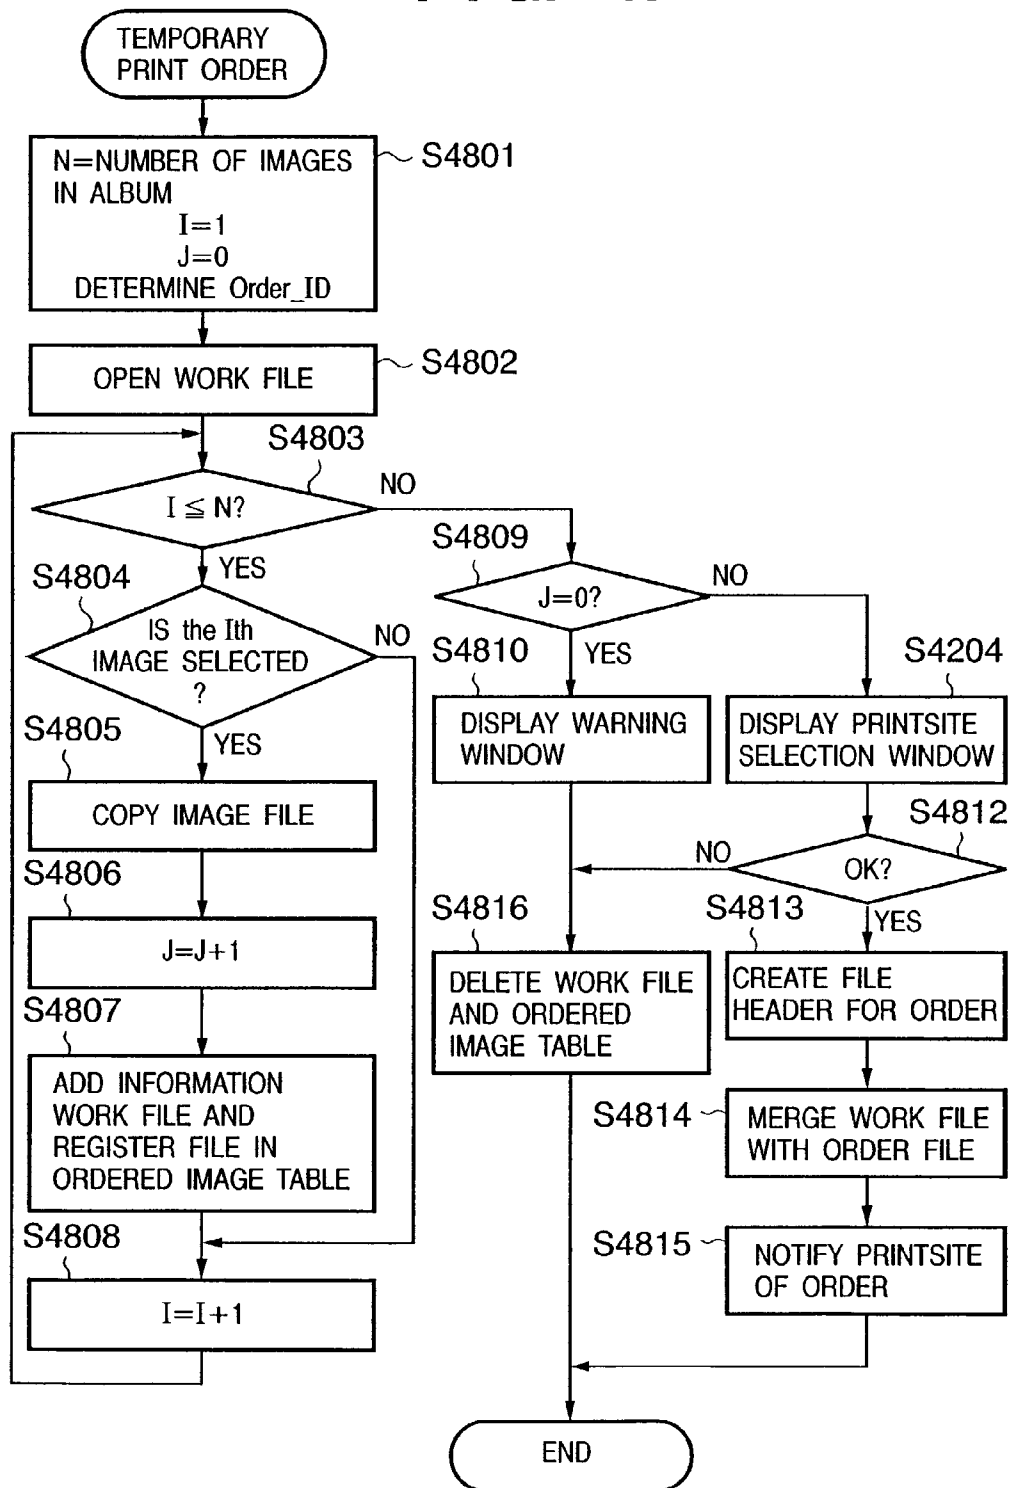 TEMPORARY
PRINT ORDER
N=NUMBER OF IMAGES
IN ALBUM
I=1
J=0
DETERMINE Order_ID
S4801
OPEN WORK FILE
S4802
S4803
I ≦ N?
NO
YES
S4804
IS the Ith
IMAGE SELECTED
?
NO
YES
S4805
COPY IMAGE FILE
S4806
J=J+1
S4807
ADD INFORMATION
WORK FILE AND
REGISTER FILE IN
ORDERED IMAGE TABLE
S4808
I=I+1
S4809
J=0?
NO
YES
S4810
DISPLAY WARNING
WINDOW
S4204
DISPLAY PRINTSITE
SELECTION WINDOW
S4812
OK?
NO
YES
S4816
DELETE WORK FILE
AND ORDERED
IMAGE TABLE
S4813
CREATE FILE
HEADER FOR ORDER
S4814
MERGE WORK FILE
WITH ORDER FILE
S4815
NOTIFY PRINTSITE
OF ORDER
END